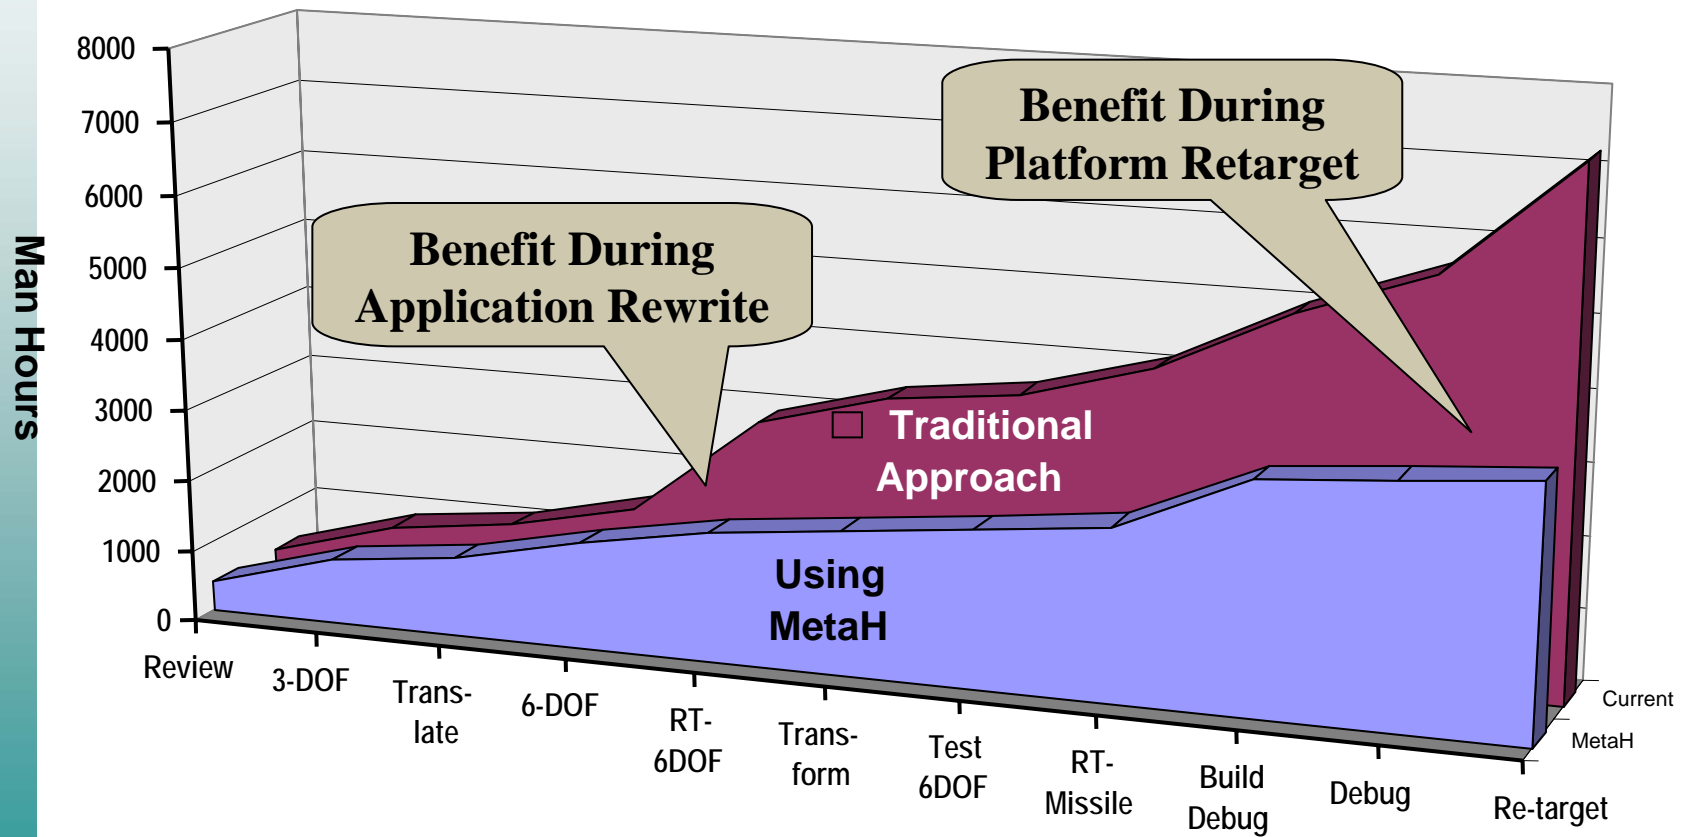 8000
7000
6000
5000
4000
3000
2000
1000
0
Man Hours
Benefit During
Application Rewrite
Benefit During
Platform Retarget
Traditional
Approach
Using
MetaH
Review
3-DOF
Trans-
late
6-DOF
RT-
6DOF
Trans-
form
Test
6DOF
RT-
Missile
Build
Debug
Debug
Re-target
Current
MetaH